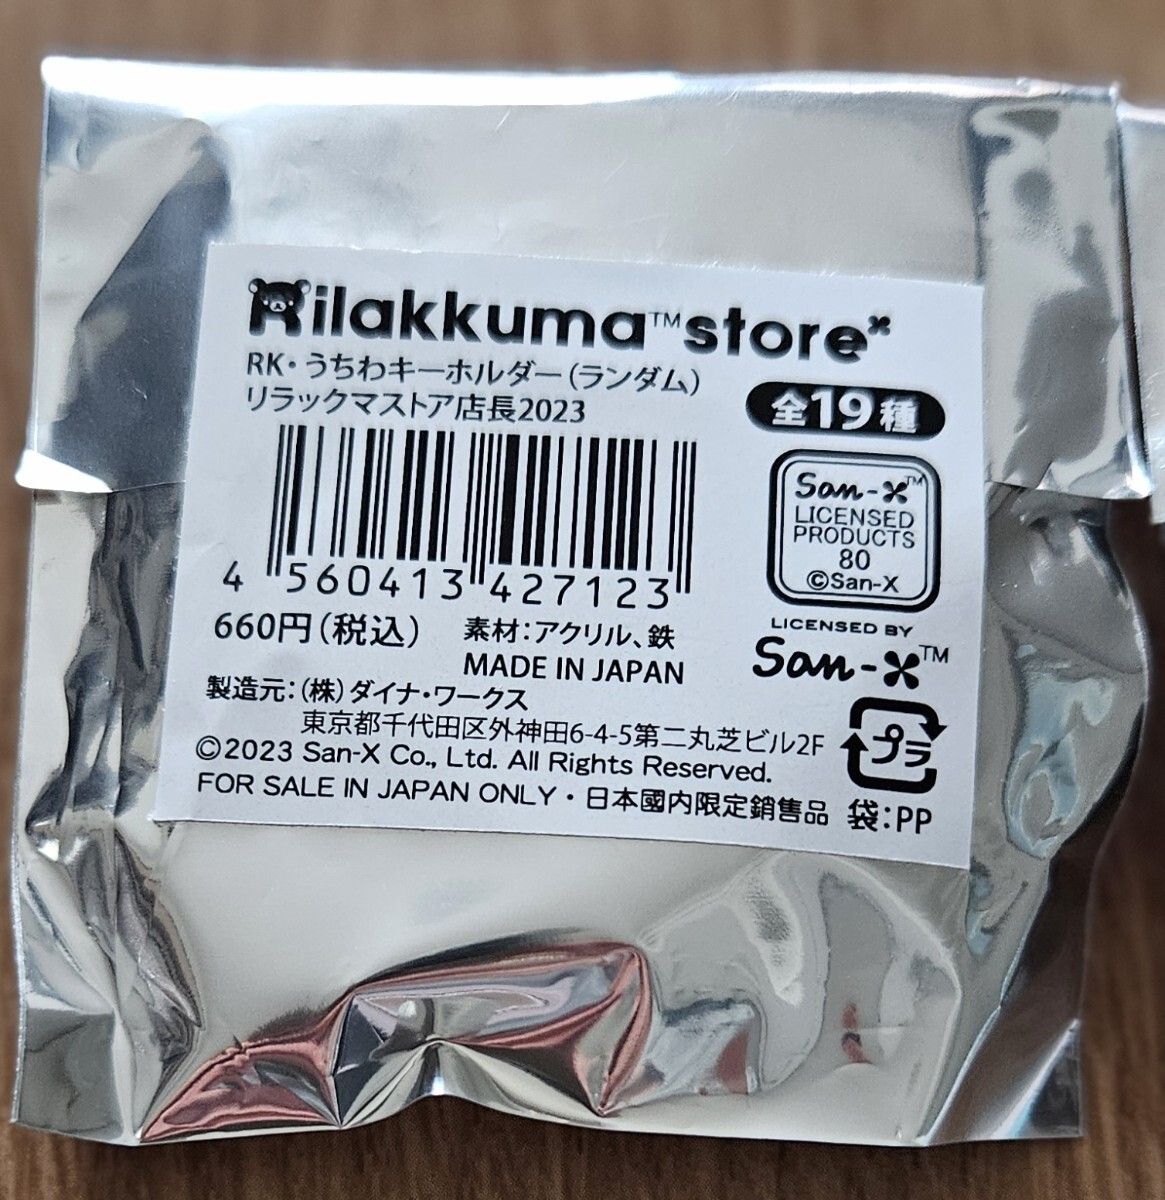 Rilakkuma™store
RK・うちわキーホルダー(ランダム)
リラックマストア店長2023
全19種
4 560413 427123
San-X™
LICENSED
PRODUCTS
80
©San-X
LICENSED BY
San-X™
660円(税込)
素材:アクリル、鉄
MADE IN JAPAN
製造元:(株)ダイナ・ワークス
東京都千代田区外神田6-4-5第二丸芝ビル2F
プラ
©2023 San-X Co., Ltd. All Rights Reserved.
FOR SALE IN JAPAN ONLY・日本國内限定銷售品
袋:PP